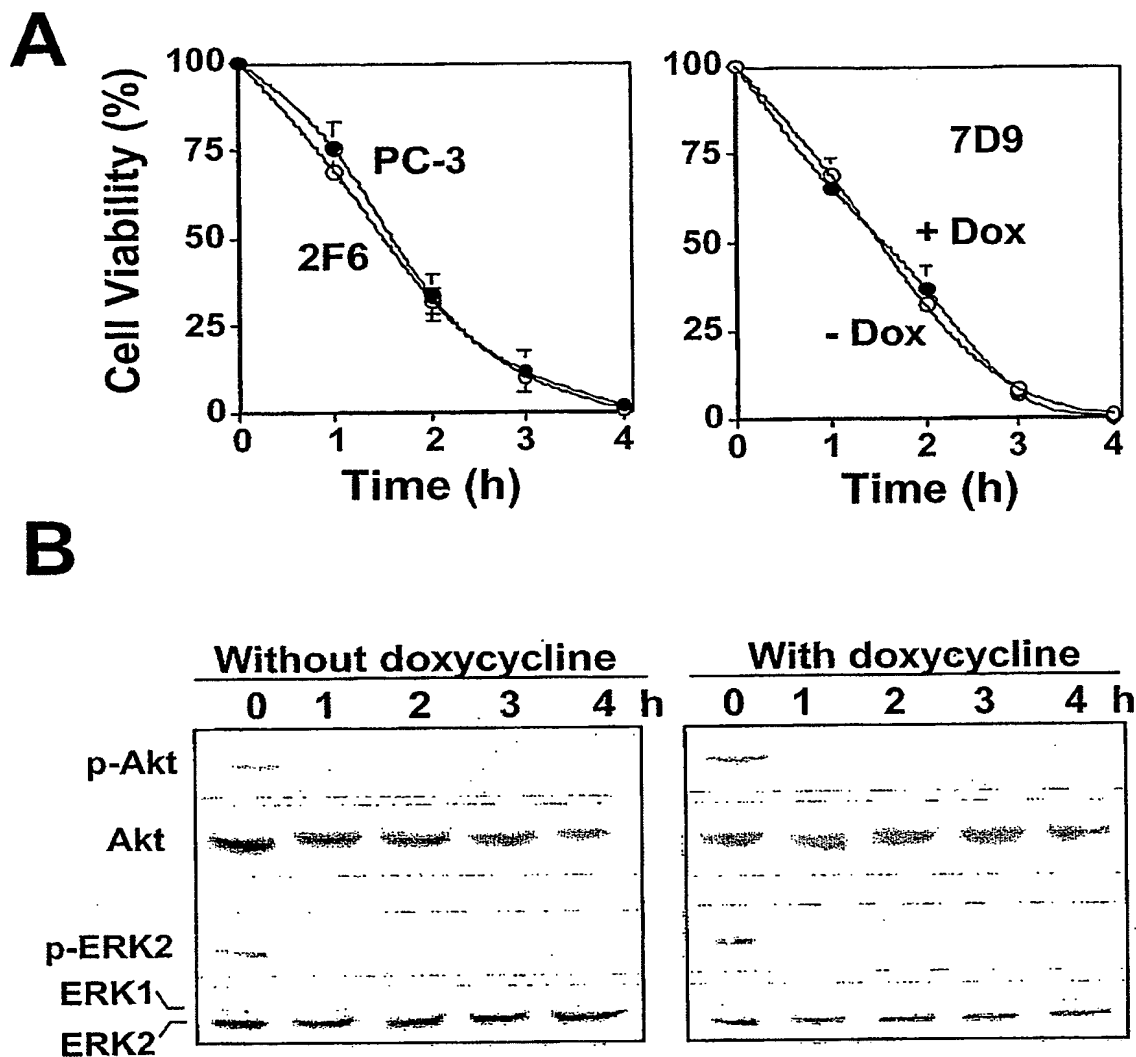 A
Cell Viability (%)
100
75
50
25
0
PC-3
2F6
0 1 2 3 4
Time (h)
100
75
50
25
0
7D9
+ Dox
- Dox
0 1 2 3 4
Time (h)
B
Without doxycycline
0 1 2 3 4 h
With doxycycline
0 1 2 3 4 h
p-Akt
Akt
p-ERK2
ERK1
ERK2